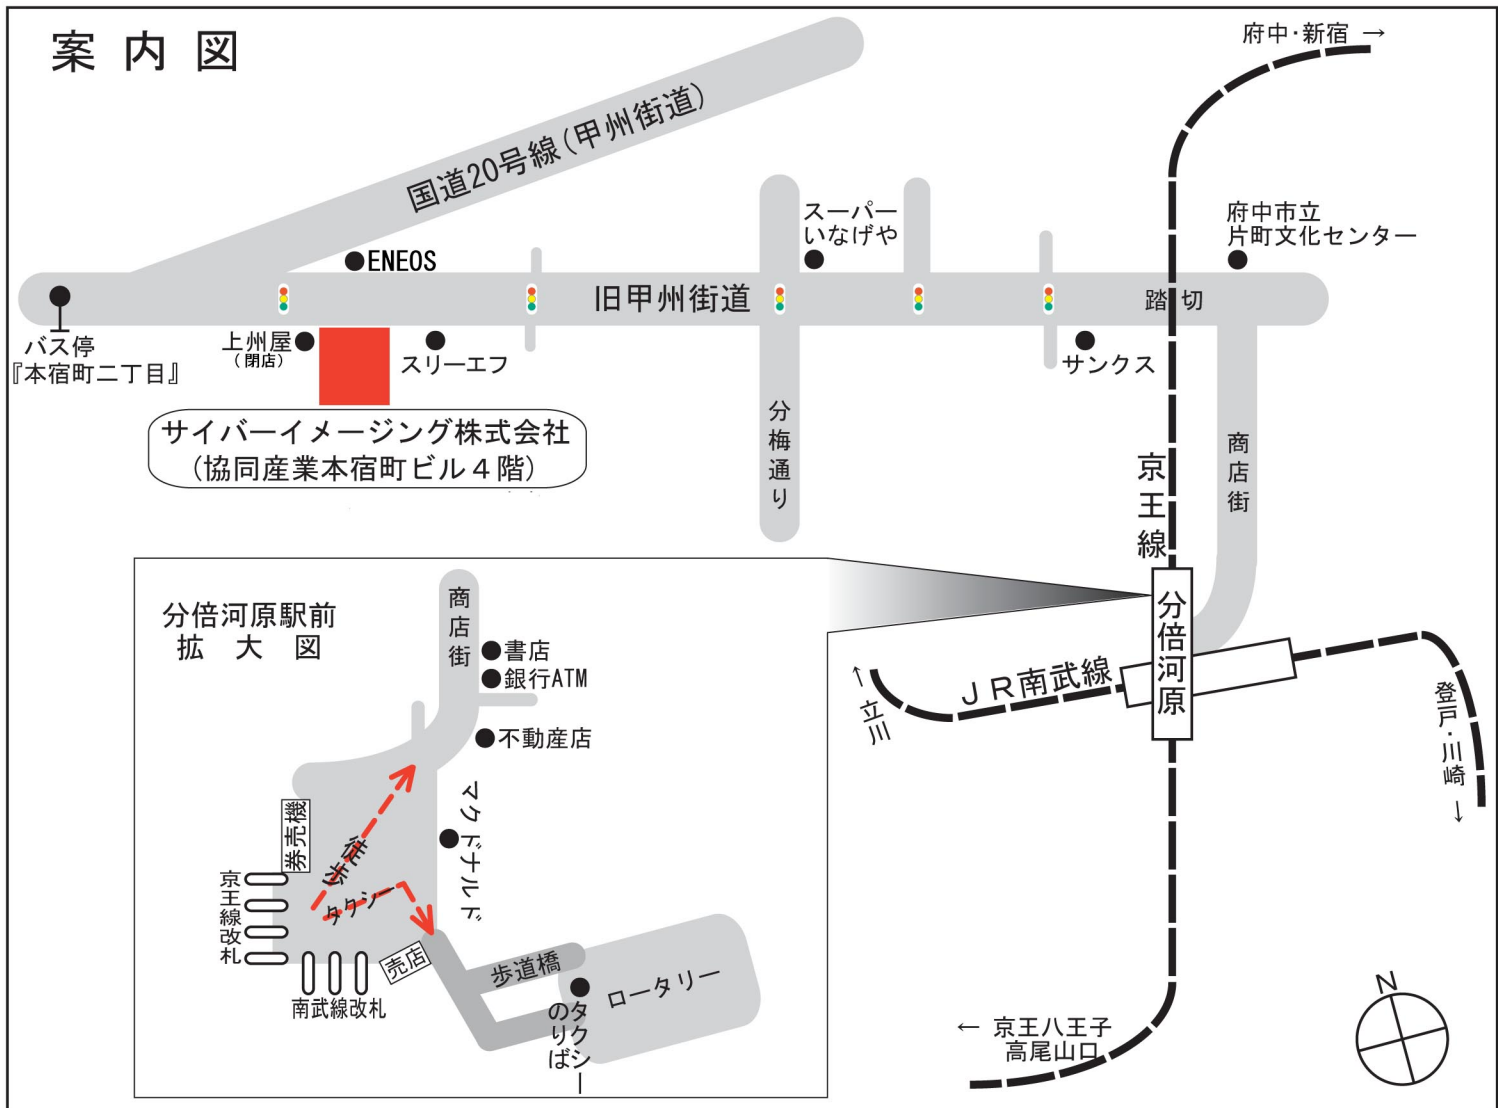 案内図
府中・新宿 →
国道20号線(甲州街道)
スーパー
いなげや
府中市立
片町文化センター
ENEOS
旧甲州街道
踏切
バス停
『本宿町二丁目』
上州屋
(閉店)
スリーエフ
サンクス
サイバーイメージング株式会社
(協同産業本宿町ビル4階)
分梅通り
京王線
商店街
分倍河原
JR南武線
↑立川
登戸・川崎→
← 京王八王子
高尾山口
N
分倍河原駅前
拡大図
商店街
書店
銀行ATM
不動産店
マクドナルド
券売機
徒歩
タクシー
京王線改札
南武線改札
売店
歩道橋
ロータリー
タクシー
のりば